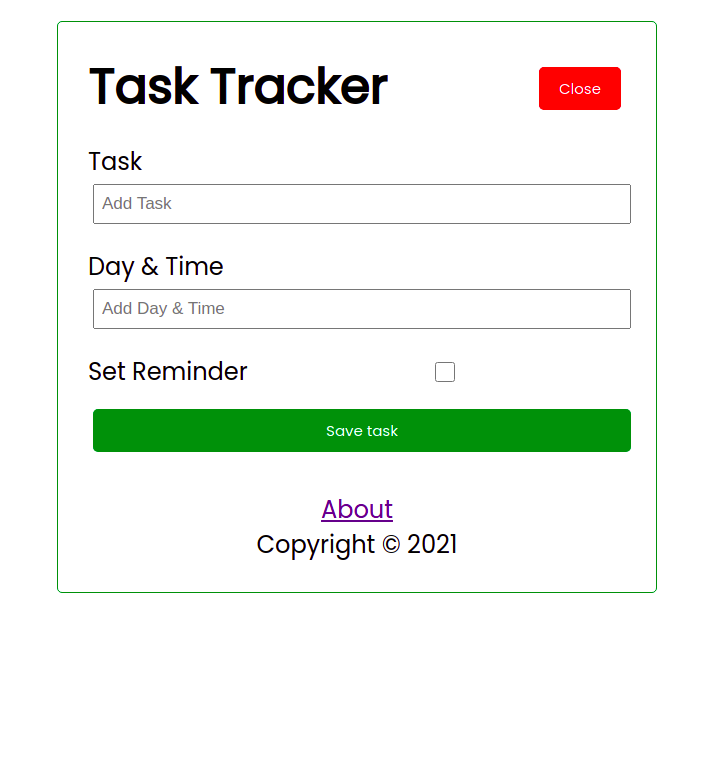 Task Tracker
Close
Task
Add Task
Day & Time
Add Day & Time
Set Reminder
Save task
About
Copyright © 2021